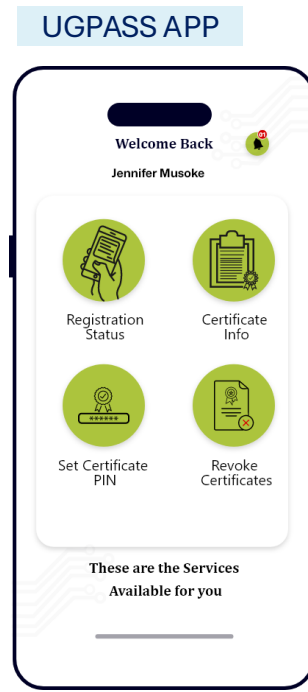 UGPASS APP
Welcome Back
01
Jennifer Musoke
Registration
Status
Certificate
Info
******
Set Certificate
PIN
Revoke
Certificates
These are the Services
Available for you